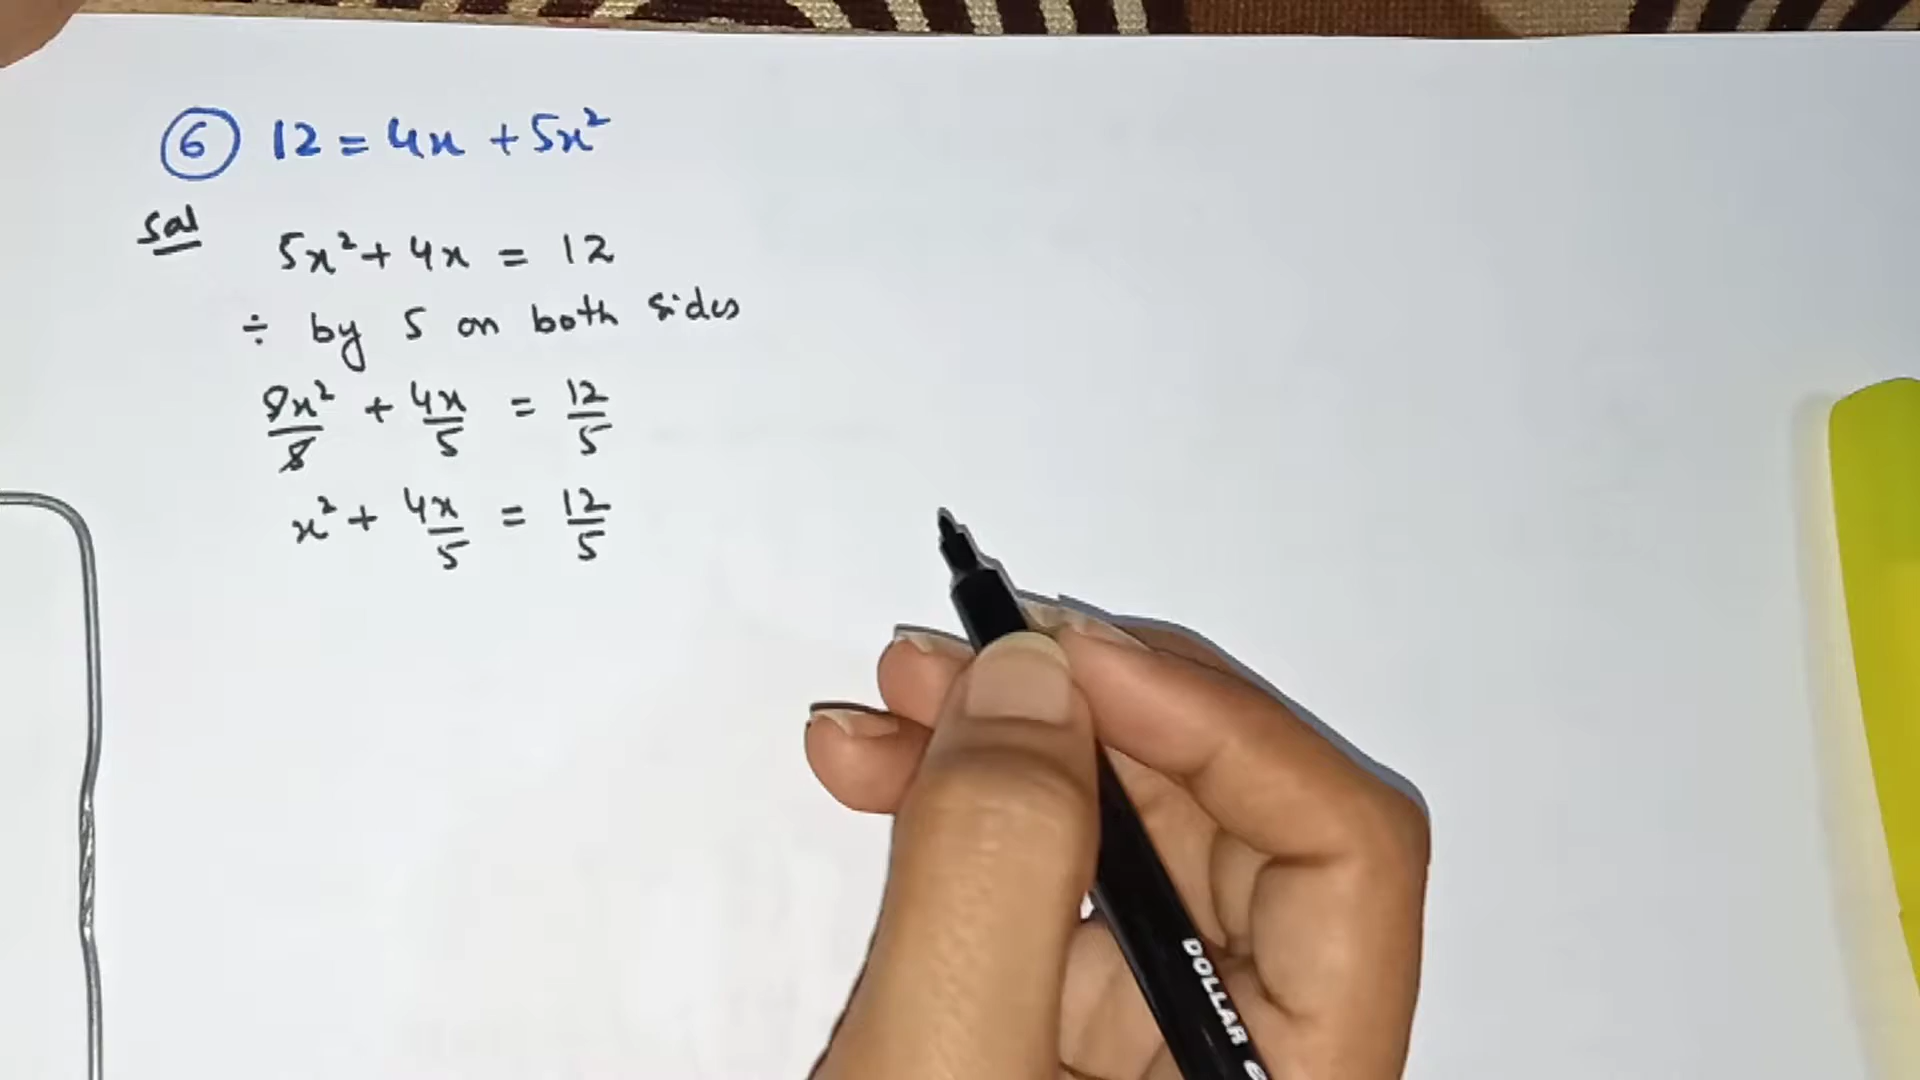 6 12 = 4x + 5x²
Sol
5x² + 4x = 12
÷ by 5 on both sides
5x²/5 + 4x/5 = 12/5
x² + 4x/5 = 12/5
DOLLAR